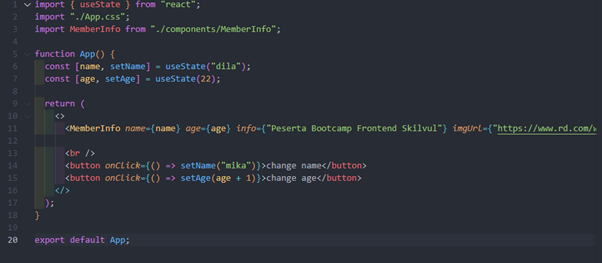 1 import { useState } from "react";
2 import "./App.css";
3 import MemberInfo from "./components/MemberInfo";
4
5 function App() {
6 const [name, setName] = useState("dila");
7 const [age, setAge] = useState(22);
8
9 return (
10 <>
11 <MemberInfo name={name} age={age} info={"Peserta Bootcamp Frontend Skilvul"} imgUrl={"https://www.rd.com/w
12
13 <br />
14 <button onClick={() => setName("mika")}>change name</button>
15 <button onClick={() => setAge(age + 1)}>change age</button>
16 </>
17 );
18 }
19
20 export default App;